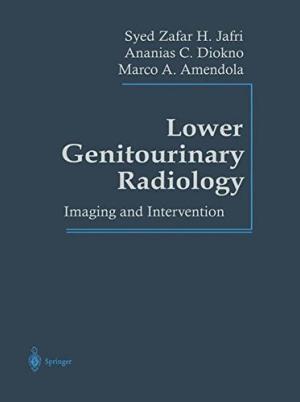 Syed Zafar H. Jafri
Ananias C. Diokno
Marco A. Amendola
Lower
Genitourinary
Radiology
Imaging and Intervention
Springer